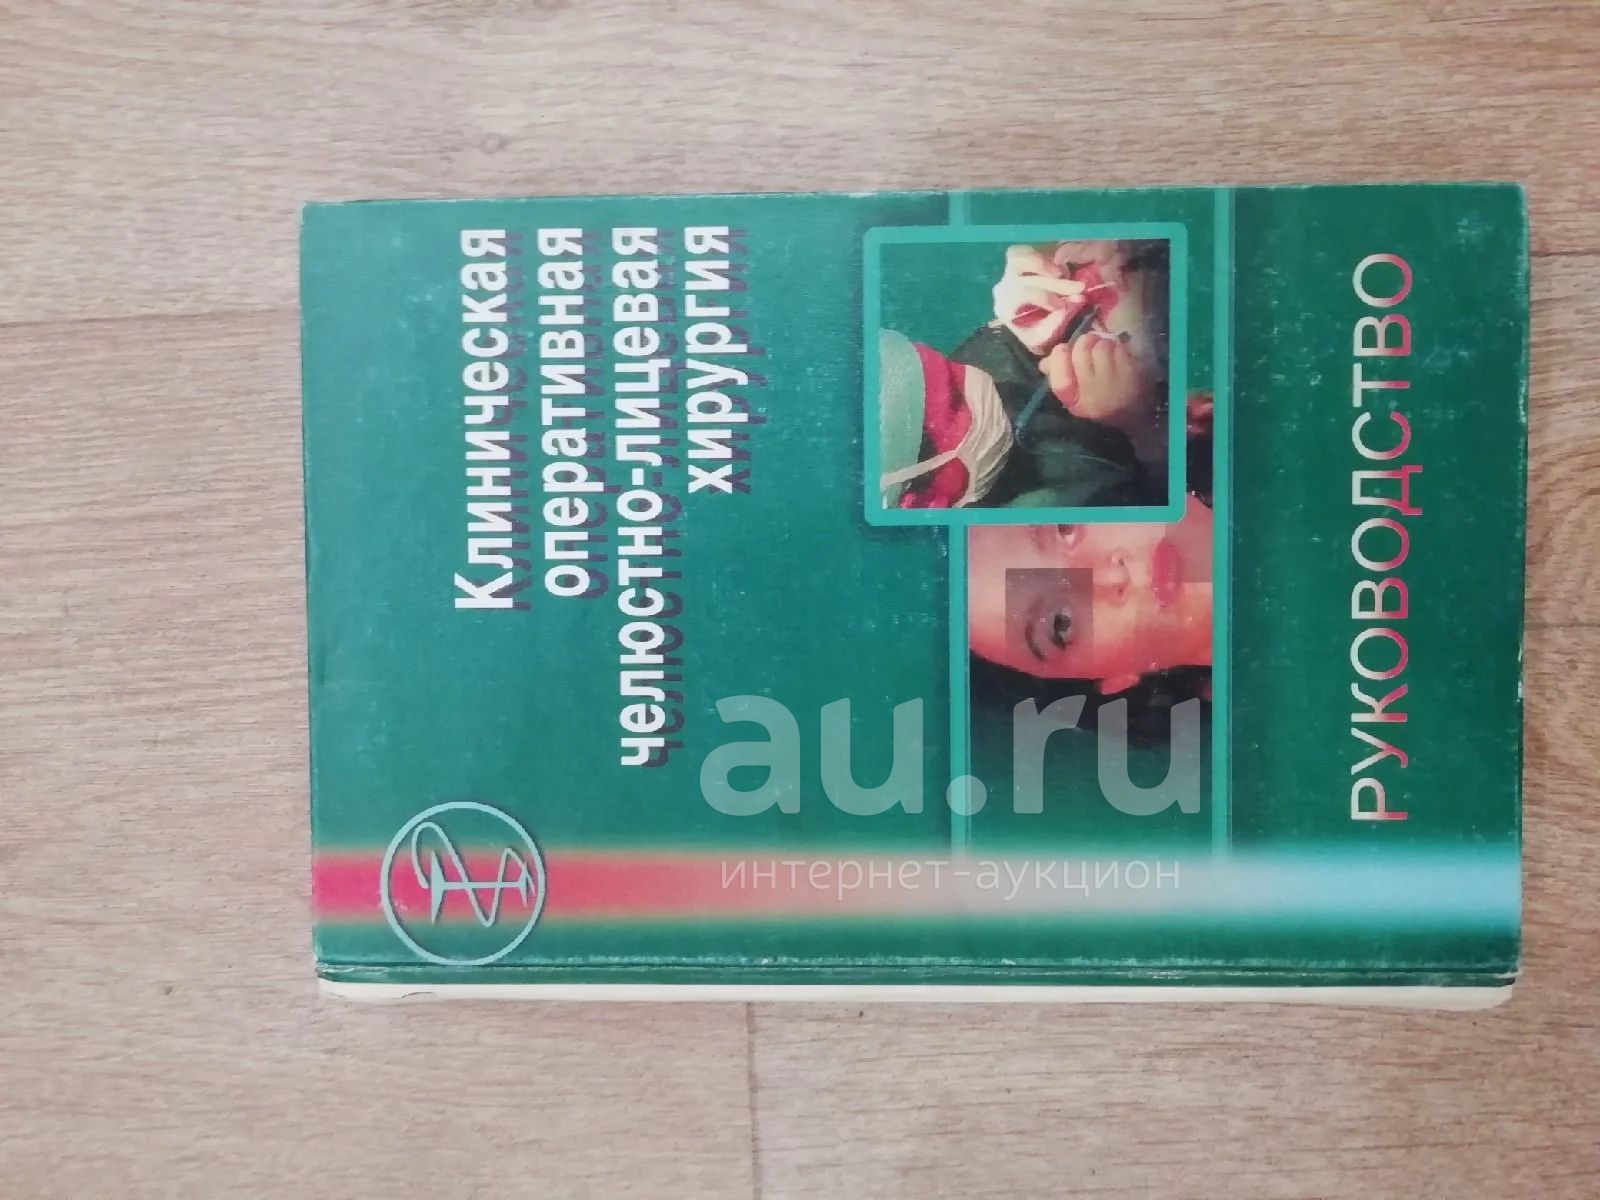 Клиническая
оперативная
челюстно-лицевая
хирургия
РУКОВОДСТВО
au.ru
интернет-аукцион